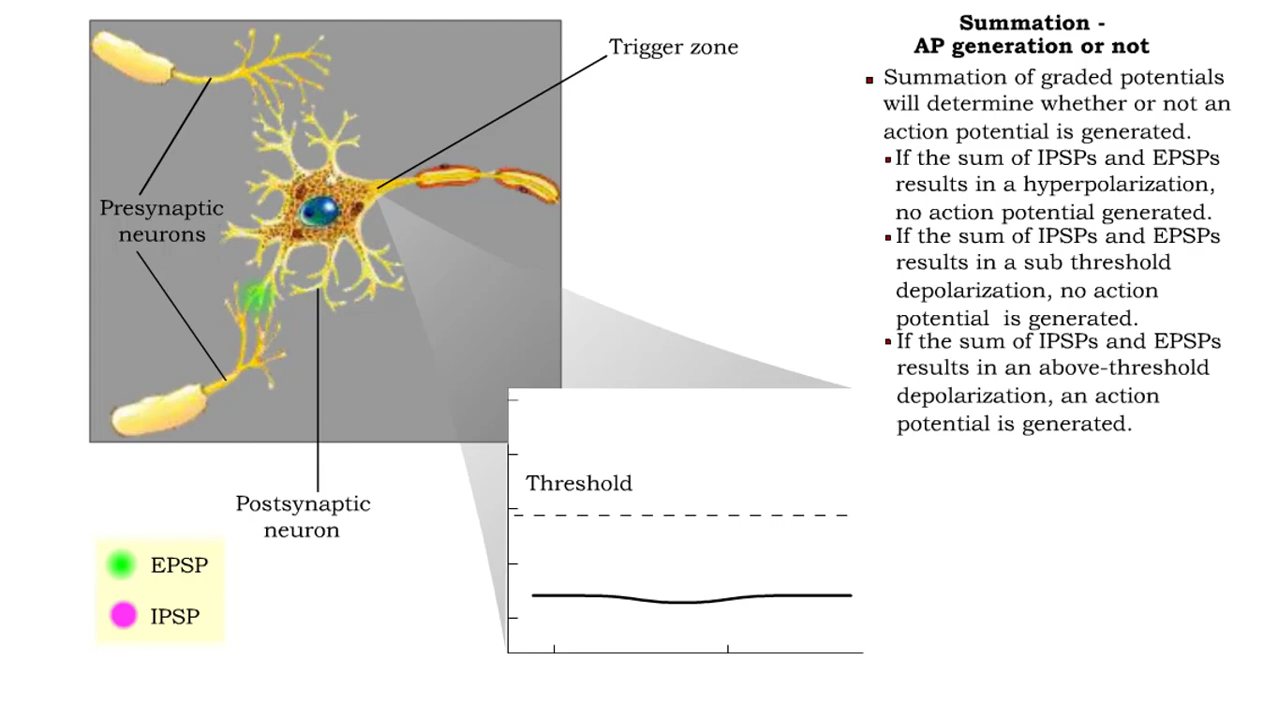 Summation -
AP generation or not
Summation of graded potentials
will determine whether or not an
action potential is generated.
If the sum of IPSPs and EPSPs
results in a hyperpolarization,
no action potential generated.
If the sum of IPSPs and EPSPs
results in a sub threshold
depolarization, no action
potential is generated.
If the sum of IPSPs and EPSPs
results in an above-threshold
depolarization, an action
potential is generated.
Trigger zone
Presynaptic
neurons
Threshold
Postsynaptic
neuron
EPSP
IPSP